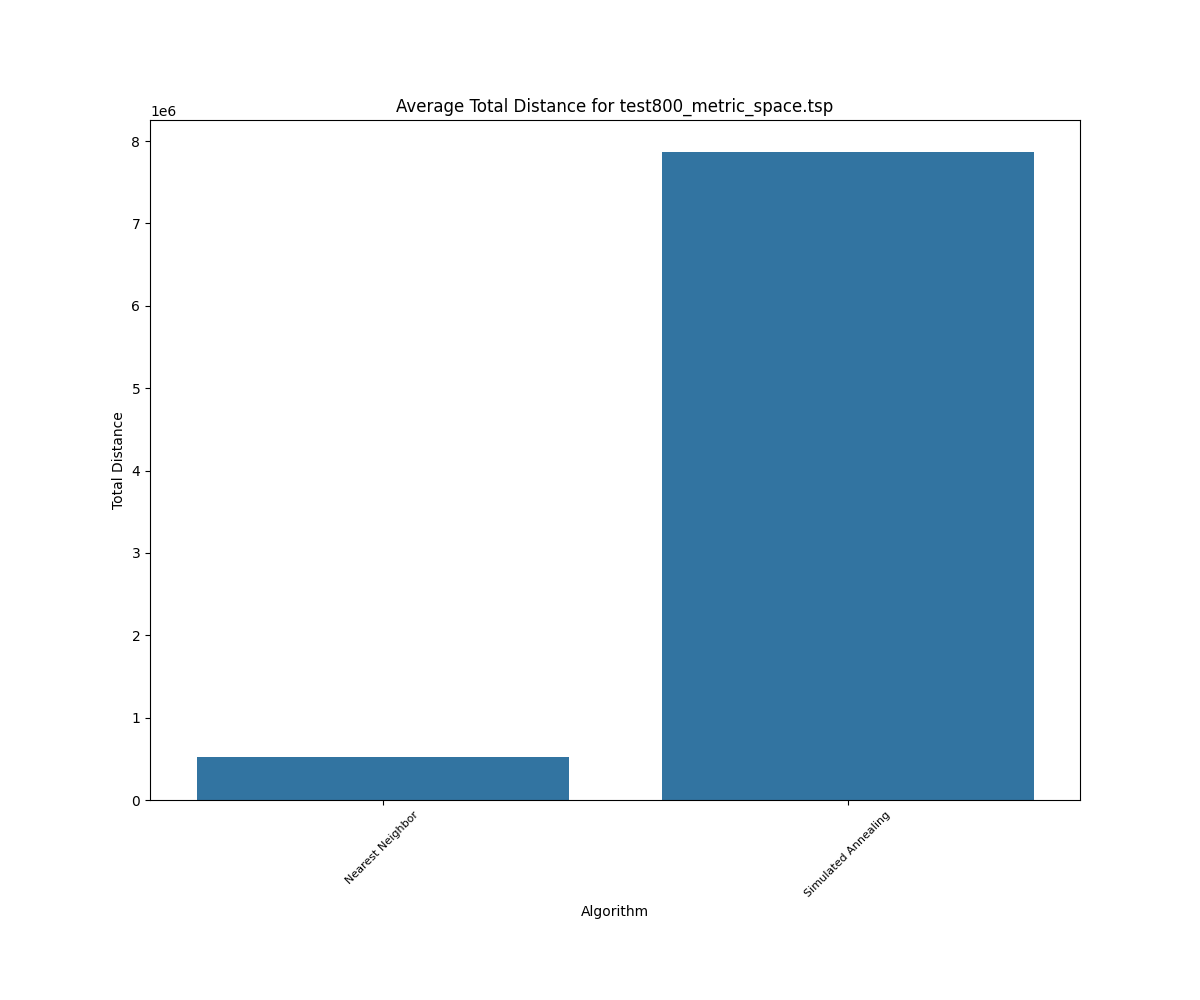 Average Total Distance for test800_metric_space.tsp
1e6
8
7
6
5
4
3
2
1
0
Total Distance
Nearest Neighbor
Simulated Annealing
Algorithm